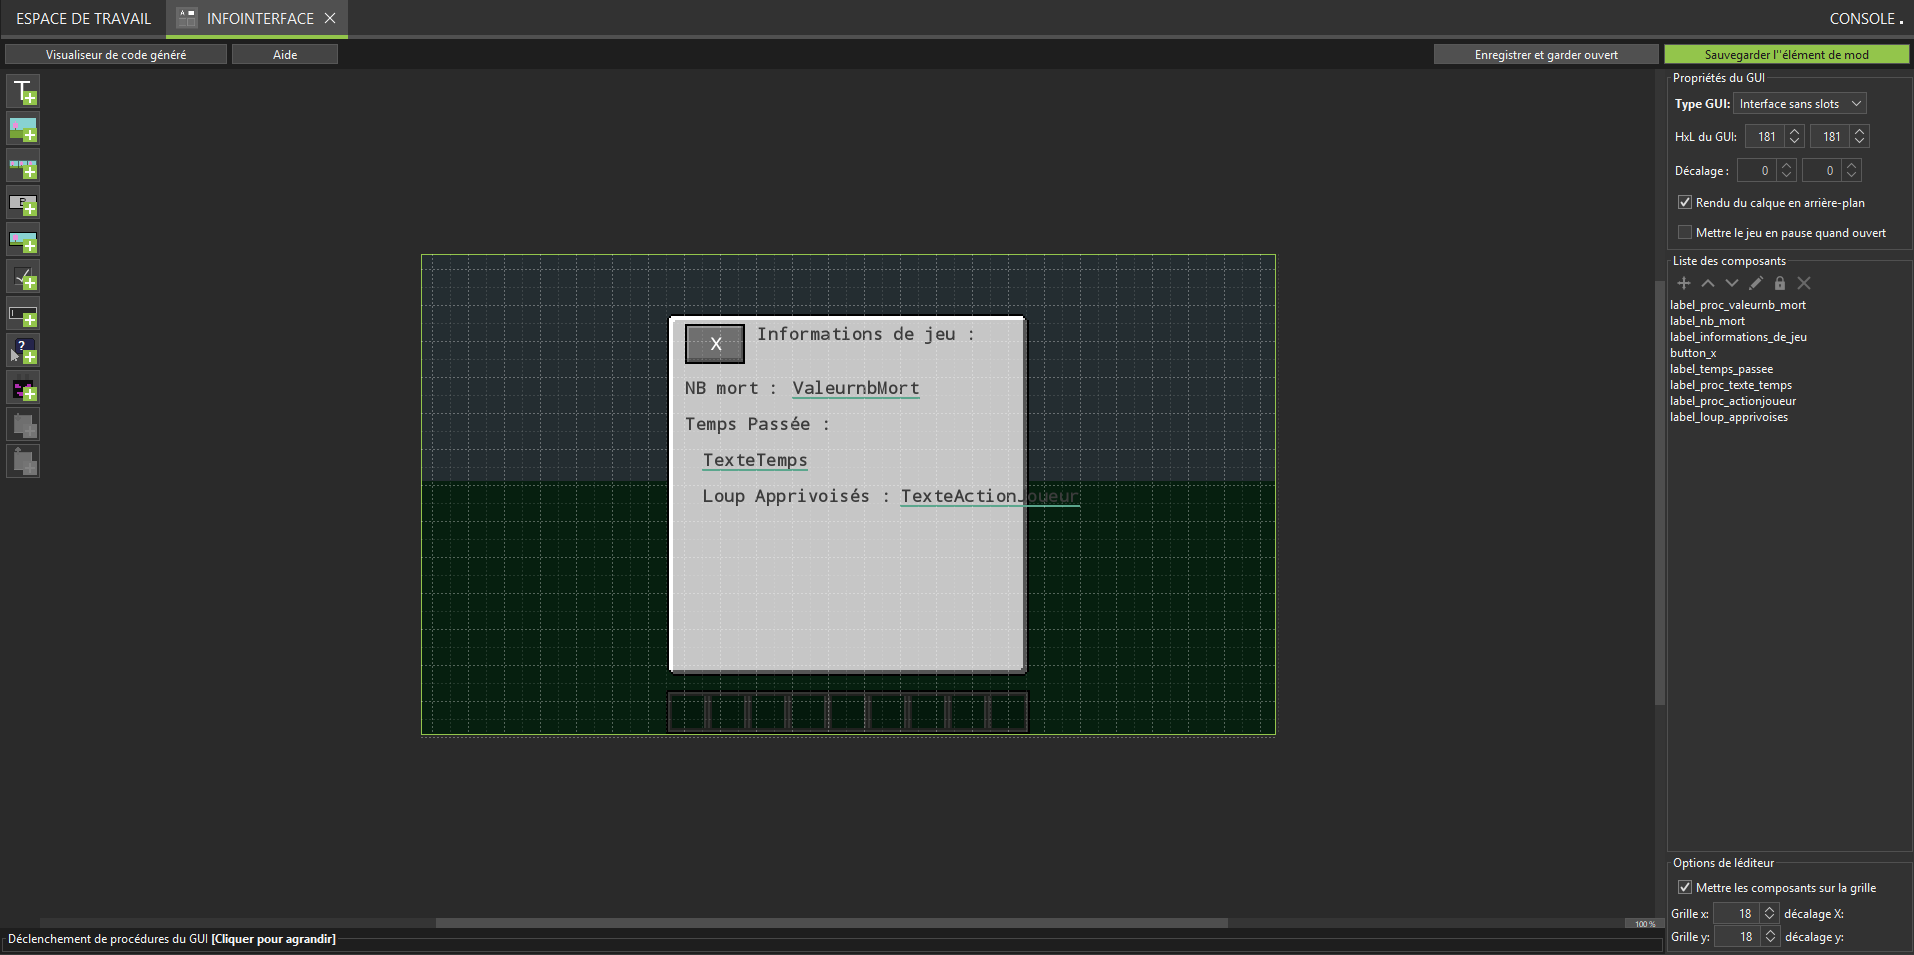 ESPACE DE TRAVAIL
INFOINTERFACE
CONSOLE
Visualiseur de code généré
Aide
Enregistrer et garder ouvert
Sauvegarder l''élément de mod
Propriétés du GUI
Type GUI: Interface sans slots
HxL du GUI: 181 181
Décalage : 0 0
Rendu du calque en arrière-plan
Mettre le jeu en pause quand ouvert
Liste des composants
label_proc_valeurnb_mort
label_nb_mort
label_informations_de_jeu
button_x
label_temps_passee
label_proc_texte_temps
label_proc_actionjoueur
label_loup_apprivoises
X
Informations de jeu :
NB mort : ValeurnbMort
Temps Passée :
TexteTemps
Loup Apprivoisés : TexteActionJoueur
Options de léditeur
Mettre les composants sur la grille
Grille x: 18 décalage X:
Grille y: 18 décalage y:
100 %
Déclenchement de procédures du GUI [Cliquer pour agrandir]